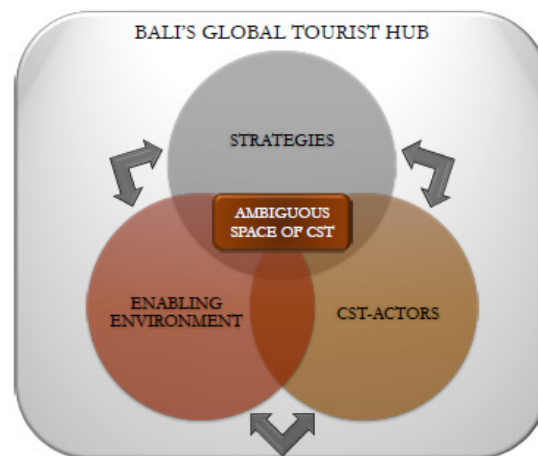 BALI'S GLOBAL TOURIST HUB
STRATEGIES
AMBIGUOUS
SPACE OF CST
ENABLING
ENVIRONMENT
CST-ACTORS